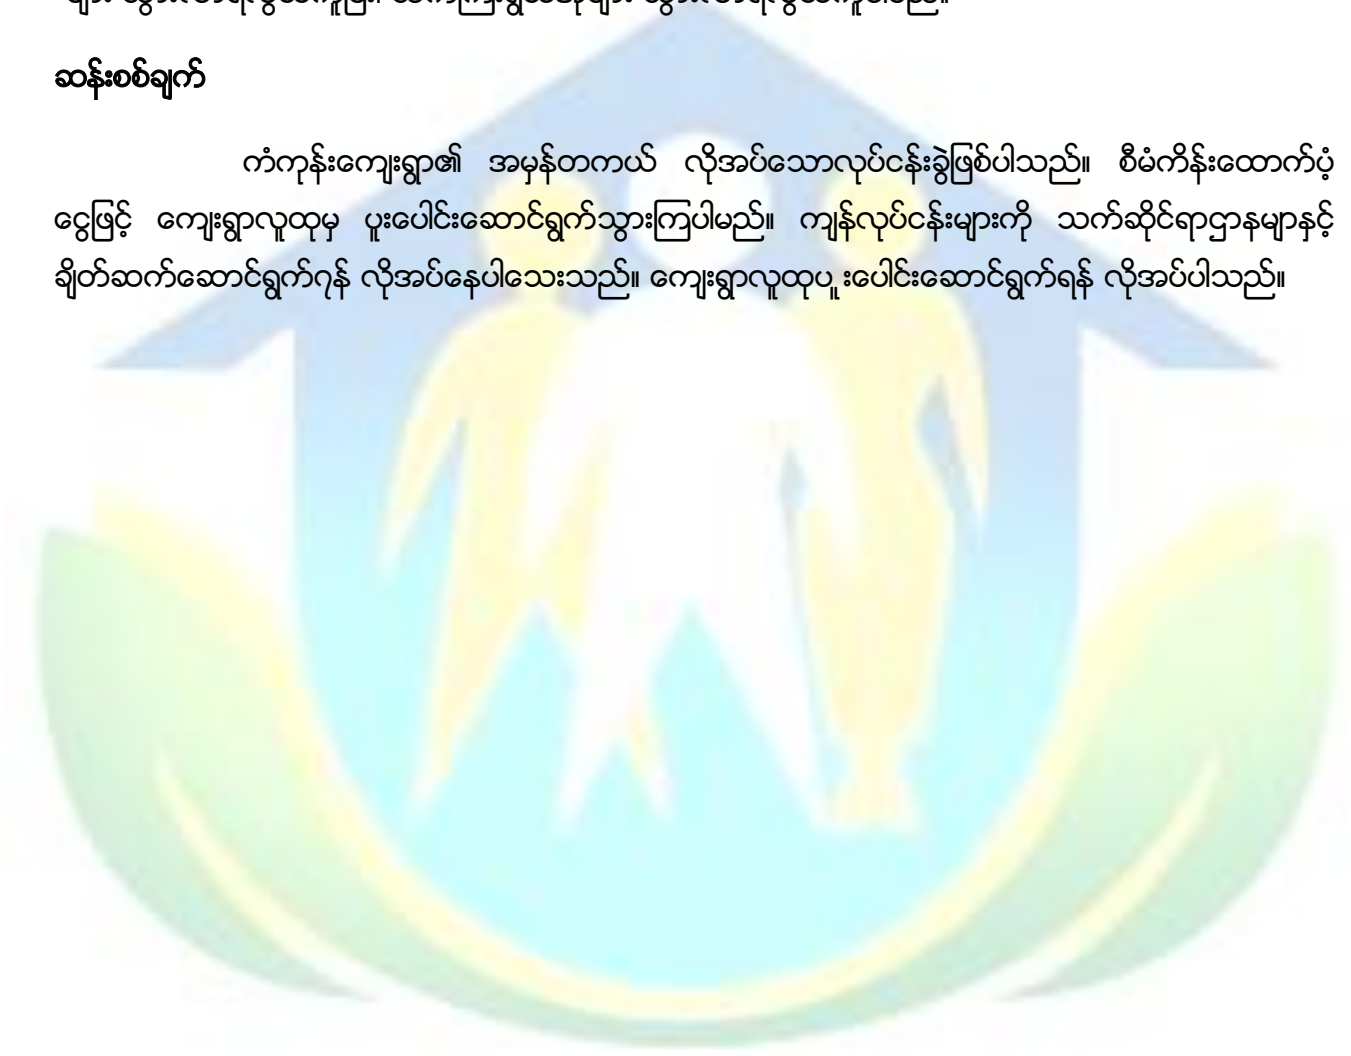 ဆန်းစစ်ချက်
ကံကုန်းကျေးရွာ၏ အမှန်တကယ် လိုအပ်သောလုပ်ငန်းခွဲဖြစ်ပါသည်။ စီမံကိန်းထောက်ပံ့
ငွေဖြင့် ကျေးရွာလူထုမှ ပူးပေါင်းဆောင်ရွက်သွားကြပါမည်။ ကျန်လုပ်ငန်းများကို သက်ဆိုင်ရာဌာနများနှင့်
ချိတ်ဆက်ဆောင်ရွက်၇န် လိုအပ်နေပါသေးသည်။ ကျေးရွာလူထုပူးပေါင်းဆောင်ရွက်ရန် လိုအပ်ပါသည်။